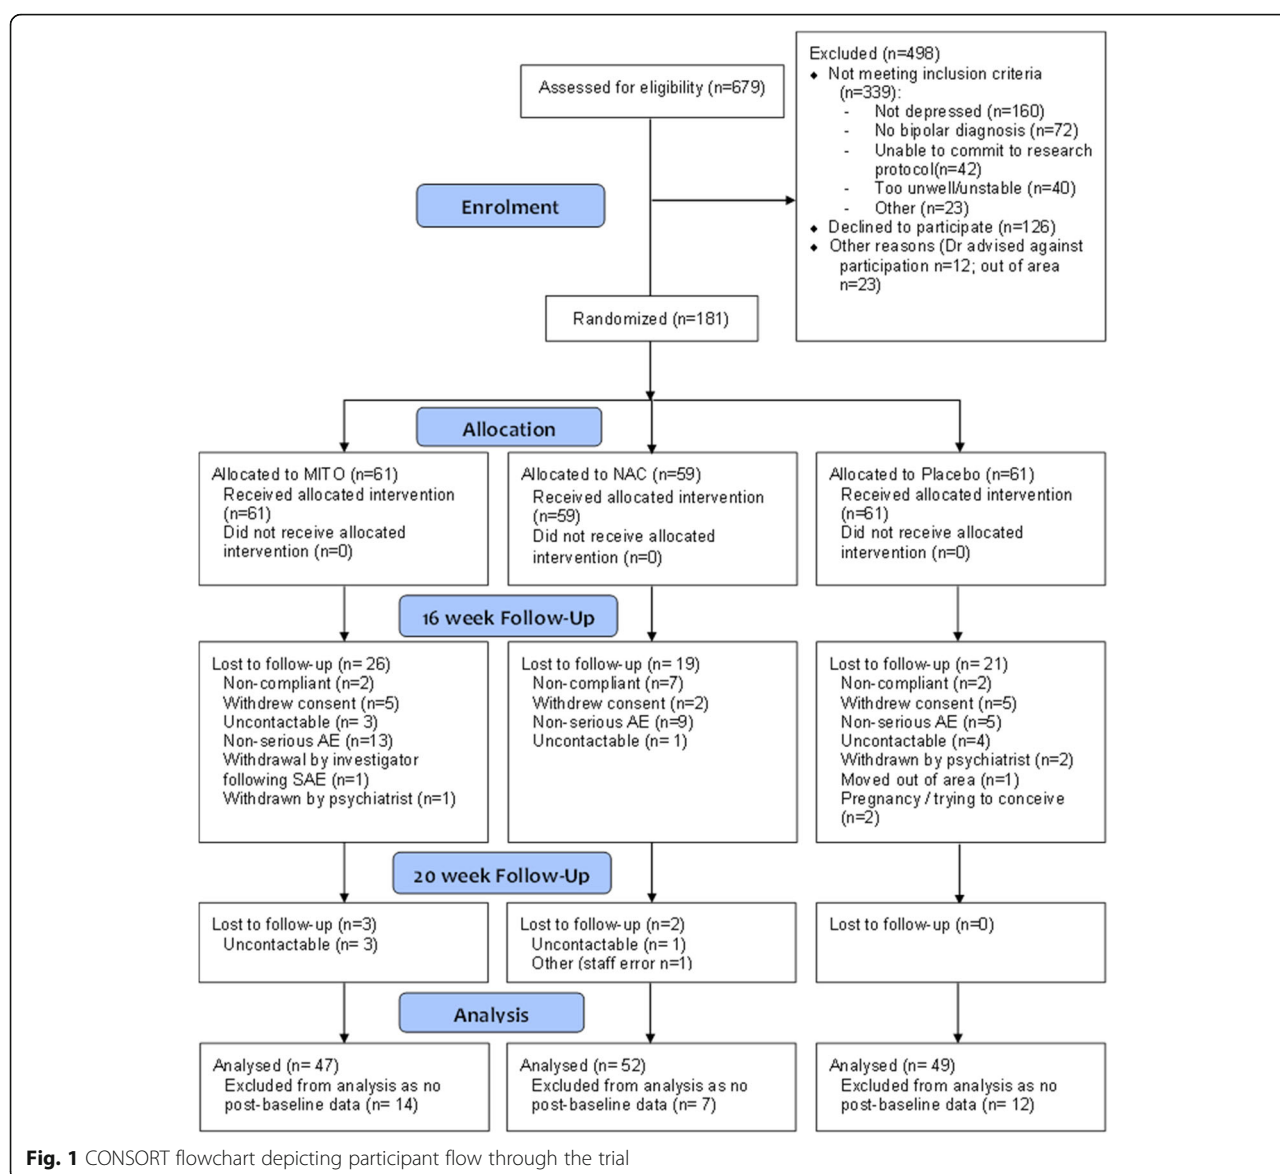 Assessed for eligibility (n=679)
Excluded (n=498)
◆ Not meeting inclusion criteria
(n=339):
- Not depressed (n=160)
- No bipolar diagnosis (n=72)
- Unable to commit to research
protocol(n=42)
- Too unwell/unstable (n=40)
- Other (n=23)
◆ Declined to participate (n=126)
◆ Other reasons (Dr advised against
participation n=12; out of area
n=23)
Enrolment
Randomized (n=181)
Allocation
Allocated to MITO (n=61)
Received allocated intervention
(n=61)
Did not receive allocated
intervention (n=0)
Allocated to NAC (n=59)
Received allocated intervention
(n=59)
Did not receive allocated
intervention (n=0)
Allocated to Placebo (n=61)
Received allocated intervention
(n=61)
Did not receive allocated
intervention (n=0)
16 week Follow-Up
Lost to follow-up (n= 26)
Non-compliant (n=2)
Withdrew consent (n=5)
Uncontactable (n= 3)
Non-serious AE (n=13)
Withdrawal by investigator
following SAE (n=1)
Withdrawn by psychiatrist (n=1)
Lost to follow-up (n= 19)
Non-compliant (n=7)
Withdrew consent (n=2)
Non-serious AE (n=9)
Uncontactable (n= 1)
Lost to follow-up (n= 21)
Non-compliant (n=2)
Withdrew consent (n=5)
Non-serious AE (n=5)
Uncontactable (n=4)
Withdrawn by psychiatrist (n=2)
Moved out of area (n=1)
Pregnancy / trying to conceive
(n=2)
20 week Follow-Up
Lost to follow-up (n=3)
Uncontactable (n= 3)
Lost to follow-up (n=2)
Uncontactable (n= 1)
Other (staff error n=1)
Lost to follow-up (n=0)
Analysis
Analysed (n= 47)
Excluded from analysis as no
post-baseline data (n= 14)
Analysed (n= 52)
Excluded from analysis as no
post-baseline data (n= 7)
Analysed (n= 49)
Excluded from analysis as no
post-baseline data (n= 12)
Fig. 1 CONSORT flowchart depicting participant flow through the trial